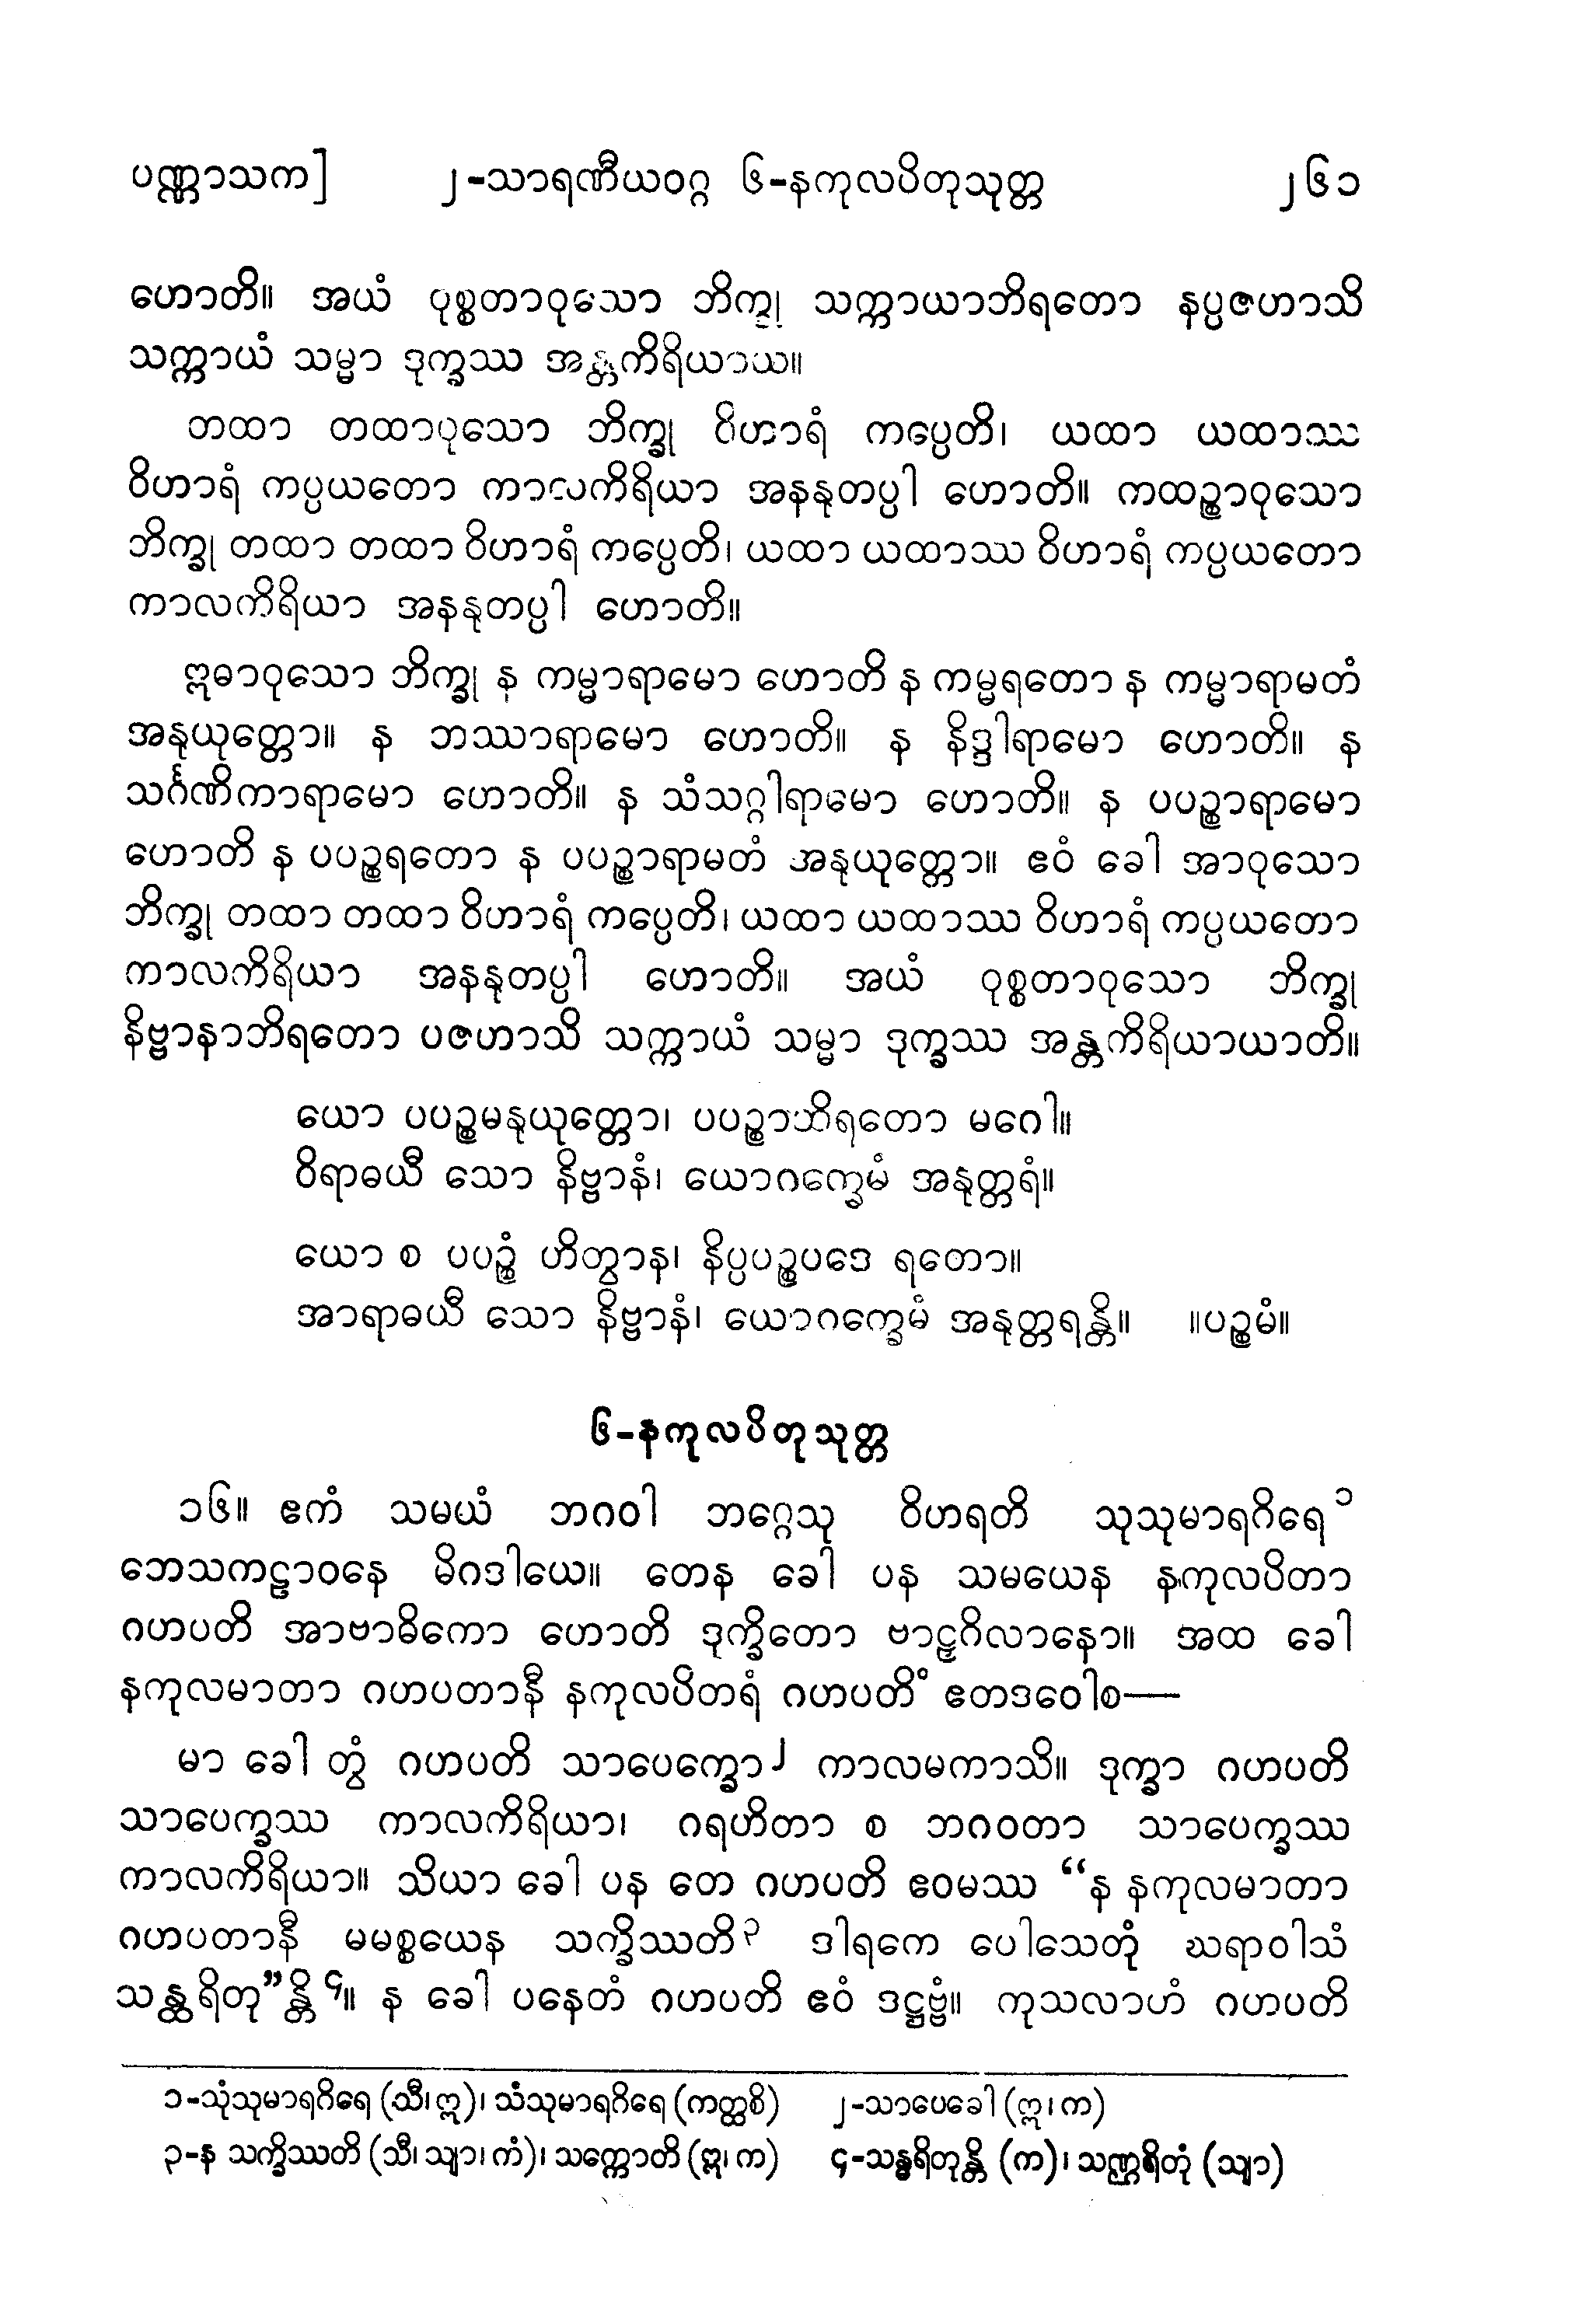 ပဏ္ဏာသက] ၂-သာရဏီယဝဂ္ဂ ၆-နကုလပိတုသုတ္တ ၂၆၁
ဟောတိ။ အယံ ဝုစ္စတာဝုသော ဘိက္ခု သက္ကာယာဘိရတော နပ္ပဇဟာသိ
သက္ကာယံ သမ္မာ ဒုက္ခဿ အန္တကိရိယာယ။
တထာ တထာဝုသော ဘိက္ခု ဝိဟာရံ ကပ္ပေတိ၊ ယထာ ယထာဿ
ဝိဟာရံ ကပ္ပယတော ကာလကိရိယာ အနနုတပ္ပါ ဟောတိ။ ကထဉ္စာဝုသော
ဘိက္ခု တထာ တထာ ဝိဟာရံ ကပ္ပေတိ၊ ယထာ ယထာဿ ဝိဟာရံ ကပ္ပယတော
ကာလကိရိယာ အနနုတပ္ပါ ဟောတိ။
ဣဓာဝုသော ဘိက္ခု န ကမ္မာရာမော ဟောတိ န ကမ္မရတော န ကမ္မာရာမတံ
အနုယုတ္တော။ န ဘဿာရာမော ဟောတိ။ န နိဒ္ဒါရာမော ဟောတိ။ န
သင်္ဂဏိကာရာမော ဟောတိ။ န သံသဂ္ဂါရာမော ဟောတိ။ န ပပဉ္စာရာမော
ဟောတိ န ပပဉ္စရတော န ပပဉ္စာရာမတံ အနုယုတ္တော။ ဧဝံ ခေါ အာဝုသော
ဘိက္ခု တထာ တထာ ဝိဟာရံ ကပ္ပေတိ၊ ယထာ ယထာဿ ဝိဟာရံ ကပ္ပယတော
ကာလကိရိယာ အနနုတပ္ပါ ဟောတိ။ အယံ ဝုစ္စတာဝုသော ဘိက္ခု
နိဗ္ဗာနာဘိရတော ပဇဟာသိ သက္ကာယံ သမ္မာ ဒုက္ခဿ အန္တကိရိယာယာတိ။
ယော ပပဉ္စမနုယုတ္တော၊ ပပဉ္စာဘိရတော မဂေါ။
ဝိရာဓယီ သော နိဗ္ဗာနံ၊ ယောဂက္ခေမံ အနုတ္တရံ။
ယော စ ပပဉ္စံ ဟိတွာန၊ နိပ္ပပဉ္စပဒေ ရတော။
အာရာဓယီ သော နိဗ္ဗာနံ၊ ယောဂက္ခေမံ အနုတ္တရန္တိ။ ။ပဉ္စမံ။
၆-နကုလပိတုသုတ္တ
၁၆။ ဧကံ သမယံ ဘဂဝါ ဘဂ္ဂေသု ဝိဟရတိ သုသုမာရဂိရေ ၁
ဘေသကဠာဝနေ မိဂဒါယေ။ တေန ခေါ ပန သမယေန နကုလပိတာ
ဂဟပတိ အာဗာဓိကော ဟောတိ ဒုက္ခိတော ဗာဠှဂိလာနော။ အထ ခေါ
နကုလမာတာ ဂဟပတာနီ နကုလပိတရံ ဂဟပတိံ ဧတဒဝေါစ—
မာ ခေါ တွံ ဂဟပတိ သာပေက္ခော ၂ ကာလမကာသိ။ ဒုက္ခာ ဂဟပတိ
သာပေက္ခဿ ကာလကိရိယာ၊ ဂရဟိတာ စ ဘဂဝတာ သာပေက္ခဿ
ကာလကိရိယာ။ သိယာ ခေါ ပန တေ ဂဟပတိ ဧဝမဿ “န နကုလမာတာ
ဂဟပတာနီ မမစ္စယေန သက္ခိဿတိ ၃ ဒါရကေ ပေါသေတုံ ဃရာဝါသံ
သန္ထရိတု”န္တိ ၄။ န ခေါ ပနေတံ ဂဟပတိ ဧဝံ ဒဋ္ဌဗ္ဗံ။ ကုသလာဟံ ဂဟပတိ
၁-သုံသုမာရဂိရေ (သီ၊ ဣ)၊ သံသုမာရဂိရေ (ကတ္ထစိ) ၂-သာပေခေါ (ဣ၊ က)
၃-န သက္ခိဿတိ (သီ၊ သျာ၊ ကံ)၊ သက္ကောတိ (ဣ၊ က) ၄-သန္ဓရိတုန္တိ (က)၊ သဏ္ဌရိတုံ (သျာ)